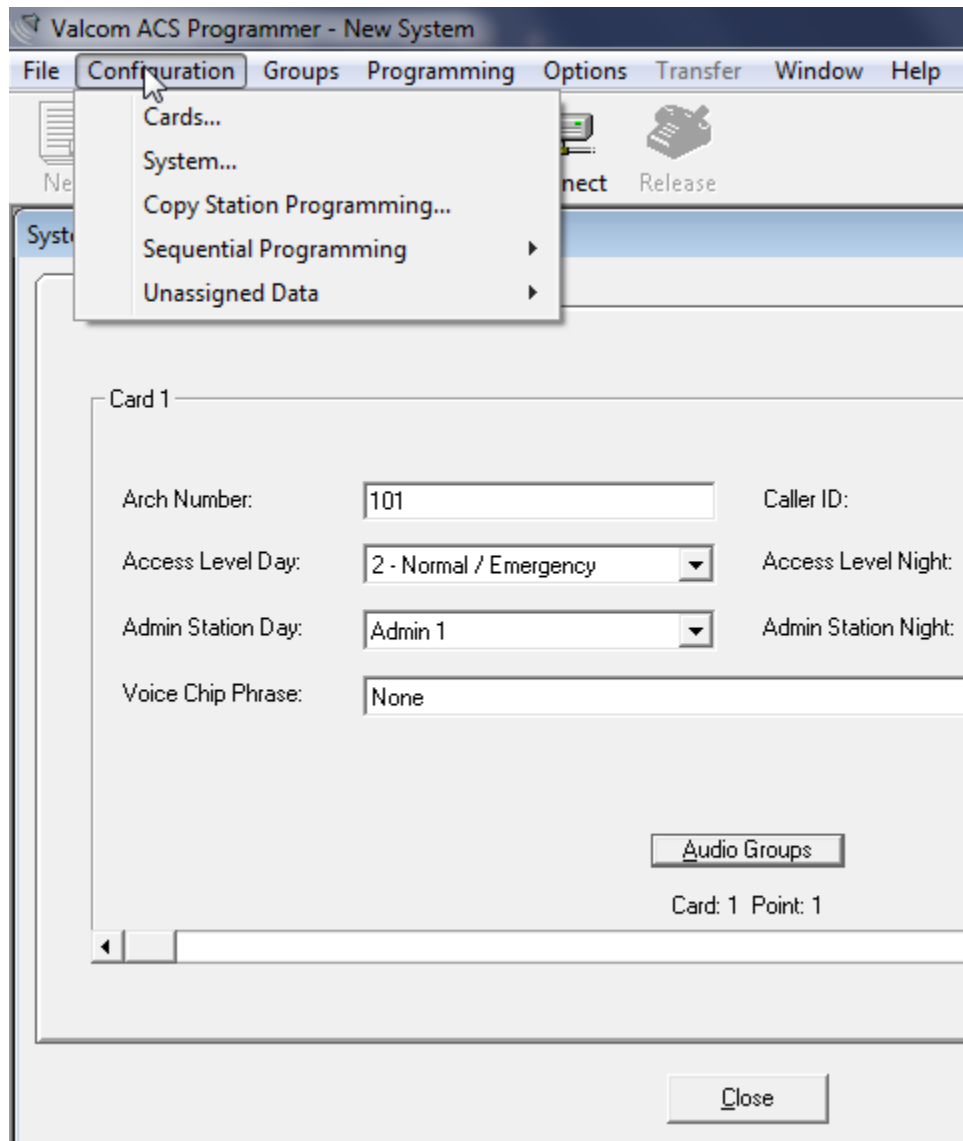 Valcom ACS Programmer - New System
File Configuration Groups Programming Options Transfer Window Help
Cards...
System...
Copy Station Programming...
Sequential Programming
Unassigned Data
Ne
nect Release
Syst
Card 1
Arch Number: 101 Caller ID:
Access Level Day: 2 - Normal / Emergency Access Level Night:
Admin Station Day: Admin 1 Admin Station Night:
Voice Chip Phrase: None
Audio Groups
Card: 1 Point: 1
Close